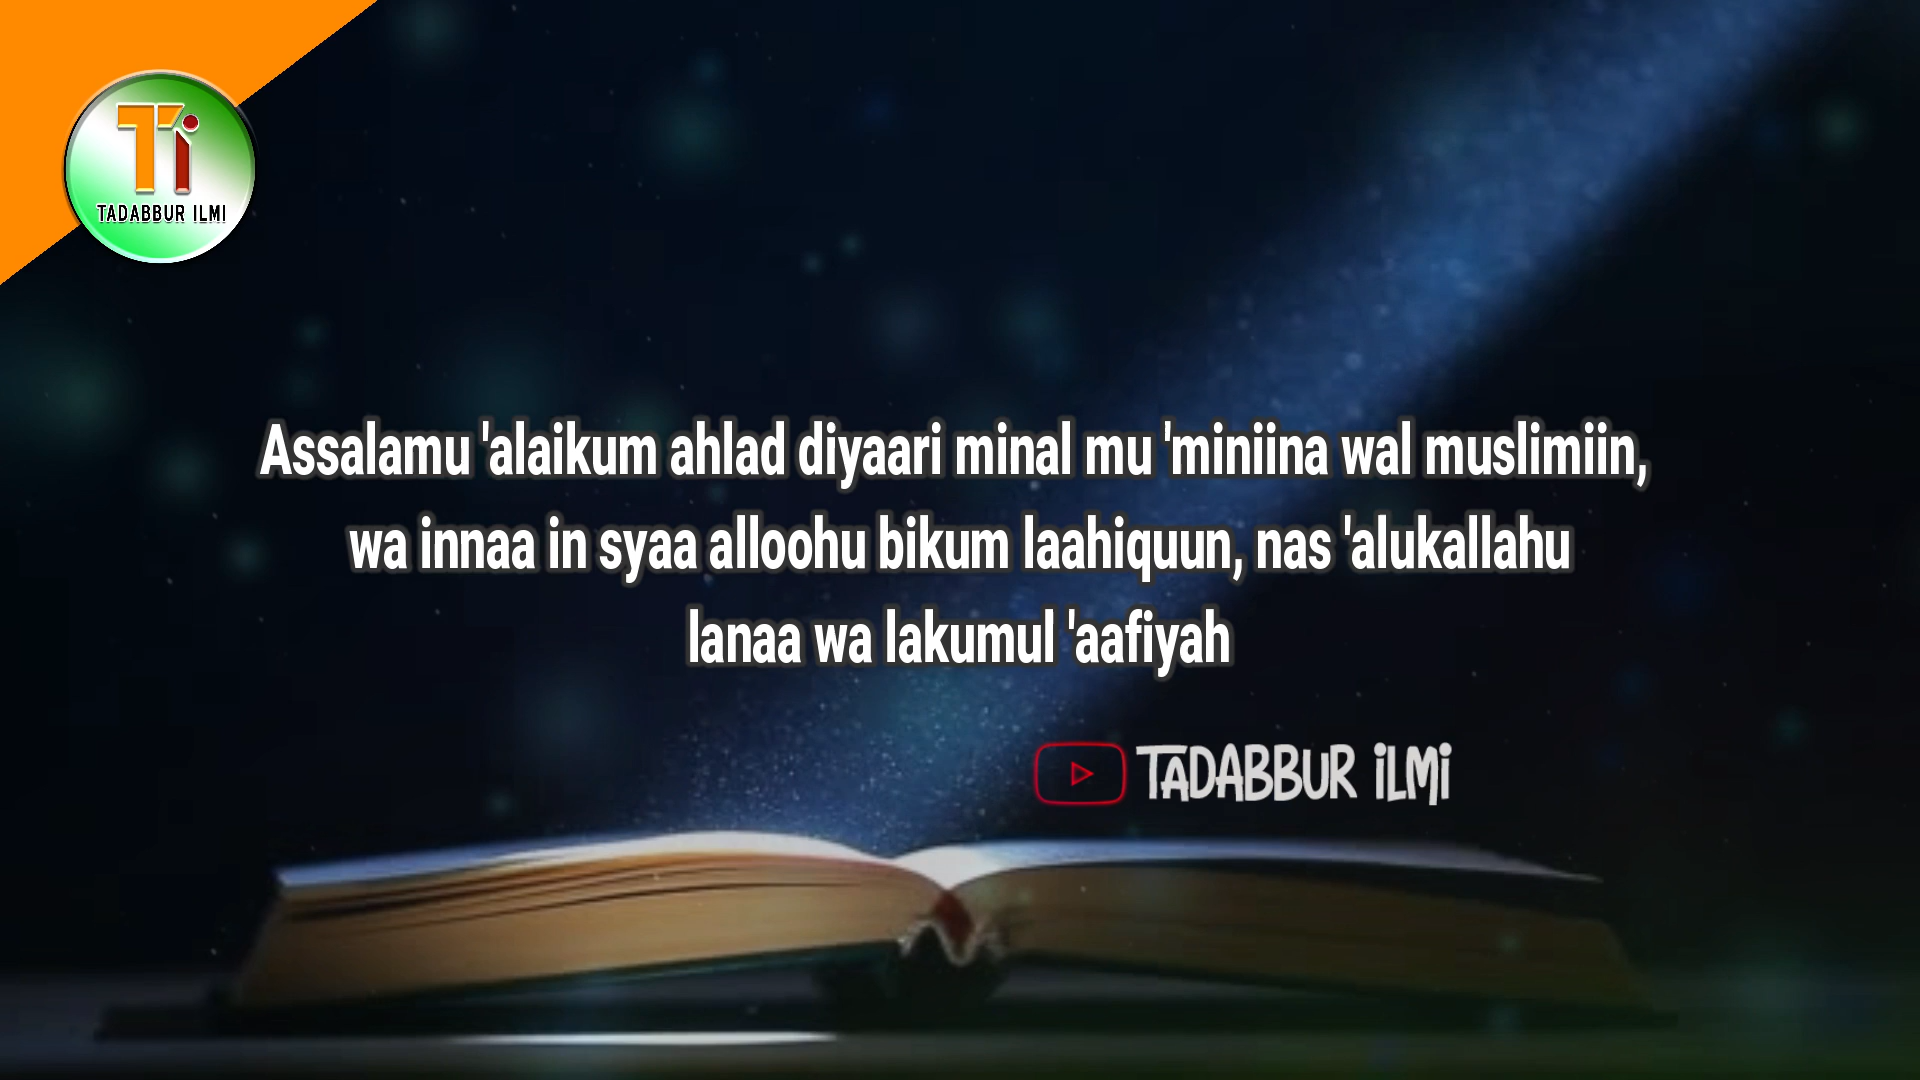 Ti
TADABBUR ILMI
Assalamu 'alaikum ahlad diyaari minal mu 'miniina wal muslimiin,
wa innaa in syaa alloohu bikum laahiquun, nas 'alukallahu
lanaa wa lakumul 'aafiyah
TADABBUR iLMi